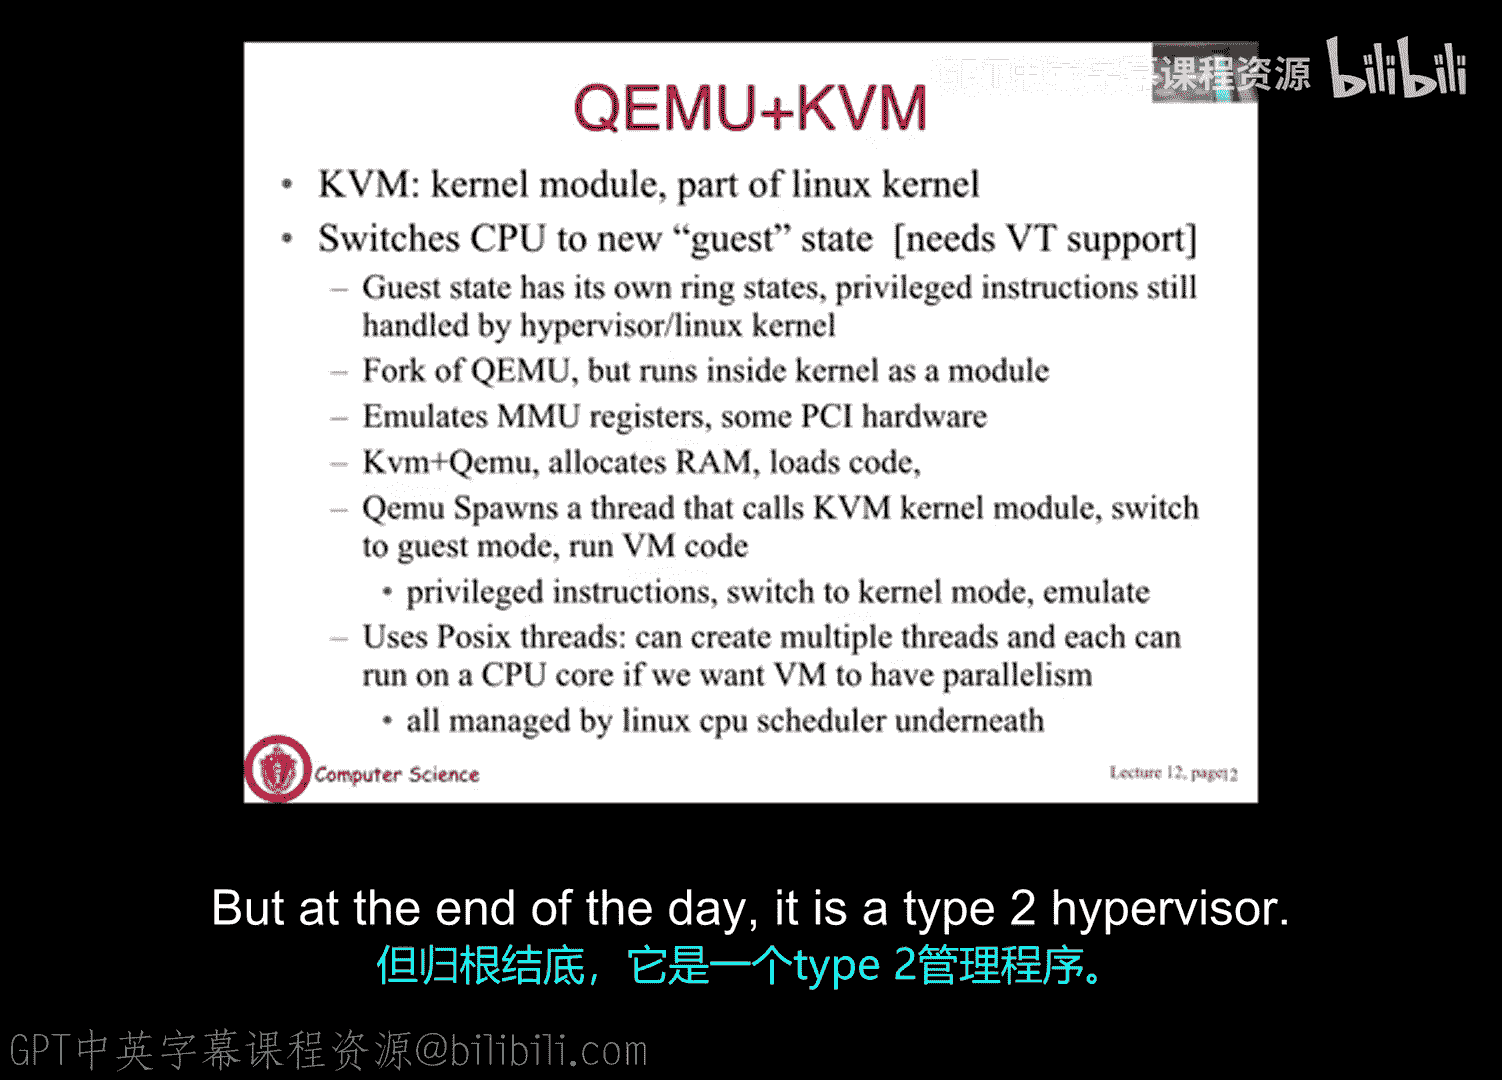 课程资源 bilibili
QEMU+KVM
• KVM: kernel module, part of linux kernel
• Switches CPU to new “guest” state [needs VT support]
– Guest state has its own ring states, privileged instructions still
handled by hypervisor/linux kernel
– Fork of QEMU, but runs inside kernel as a module
– Emulates MMU registers, some PCI hardware
– Kvm+Qemu, allocates RAM, loads code,
– Qemu Spawns a thread that calls KVM kernel module, switch
to guest mode, run VM code
• privileged instructions, switch to kernel mode, emulate
– Uses Posix threads: can create multiple threads and each can
run on a CPU core if we want VM to have parallelism
• all managed by linux cpu scheduler underneath
Computer Science
Lecture 12, page12
But at the end of the day, it is a type 2 hypervisor.
但归根结底，它是一个type 2管理程序。
GPT中英字幕课程资源@bilibili.com